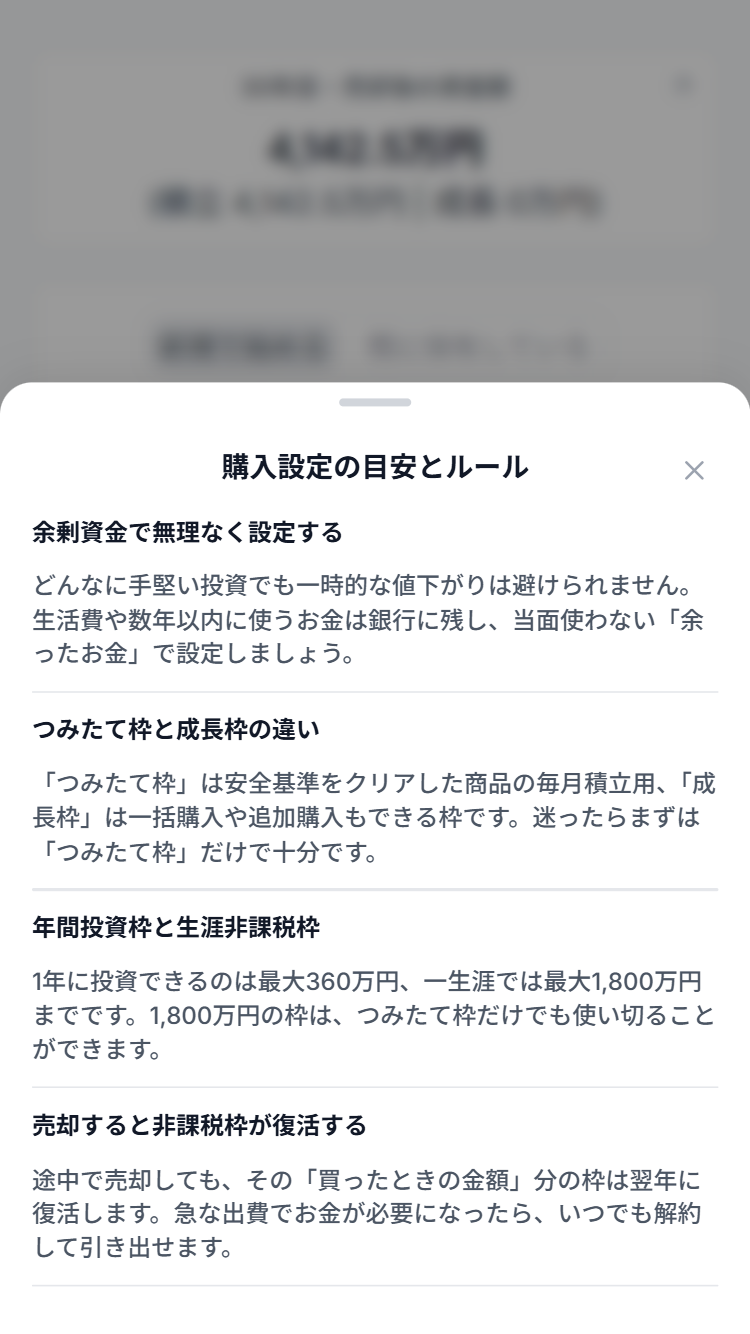 4,142.5万円
購入設定の目安とルール
余剰資金で無理なく設定する
どんなに手堅い投資でも一時的な値下がりは避けられません。
生活費や数年以内に使うお金は銀行に残し、当面使わない「余
ったお金」で設定しましょう。
つみたて枠と成長枠の違い
「つみたて枠」は安全基準をクリアした商品の毎月積立用、「成
長枠」は一括購入や追加購入もできる枠です。迷ったらまずは
「つみたて枠」だけで十分です。
年間投資枠と生涯非課税枠
1年に投資できるのは最大360万円、一生涯では最大1,800万円
までです。1,800万円の枠は、つみたて枠だけでも使い切ること
ができます。
売却すると非課税枠が復活する
途中で売却しても、その「買ったときの金額」分の枠は翌年に
復活します。急な出費でお金が必要になったら、いつでも解約
して引き出せます。